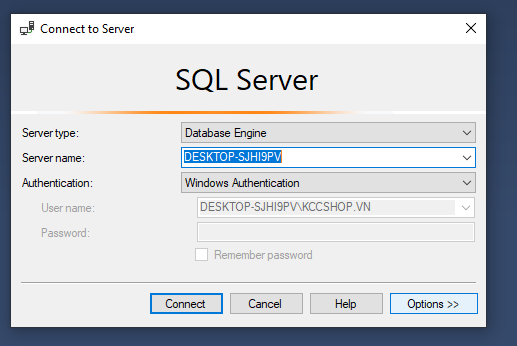 Connect to Server
SQL Server
Server type: Database Engine
Server name: DESKTOP-SJHI9PV
Authentication: Windows Authentication
User name: DESKTOP-SJHI9PV\KCCSHOP.VN
Password:
Remember password
Connect Cancel Help Options >>